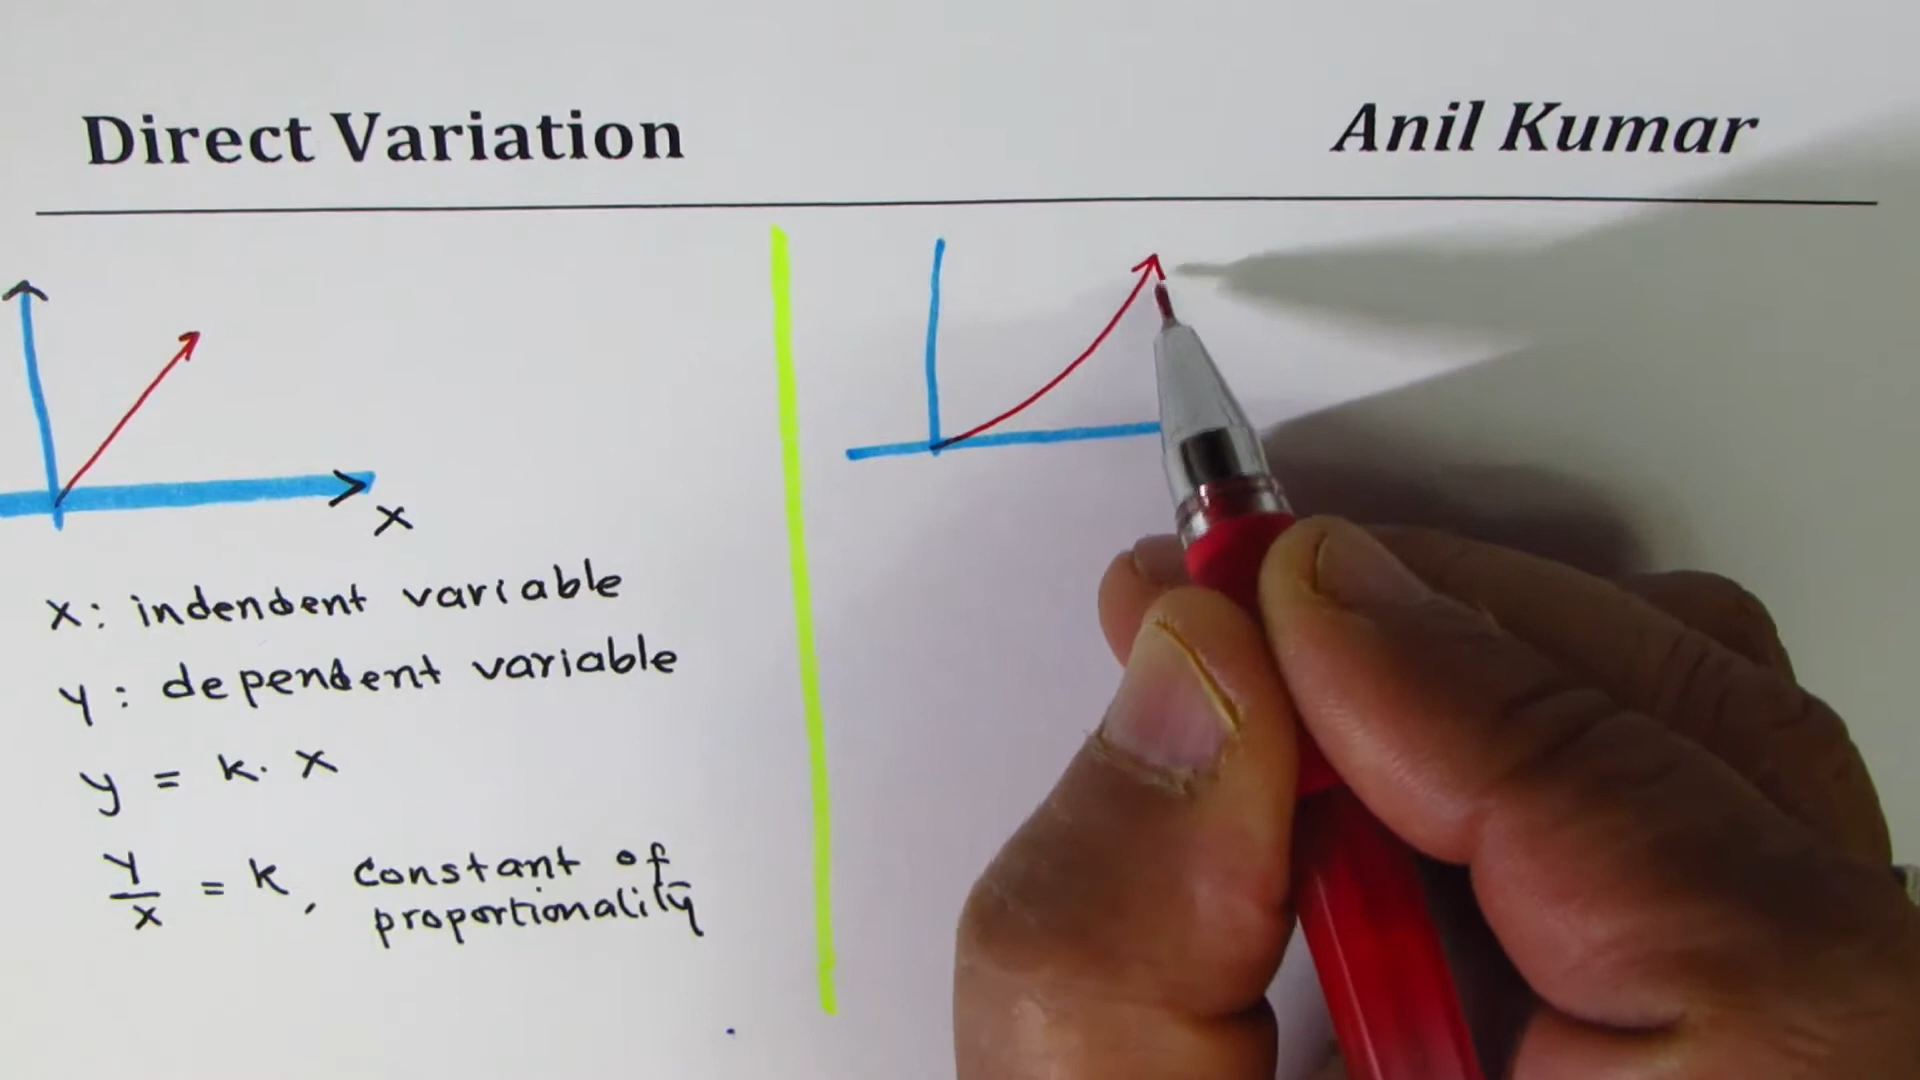 Direct Variation
Anil Kumar
x
x: indendent variable
y: dependent variable
y = k. x
y/x = k, constant of
proportionality